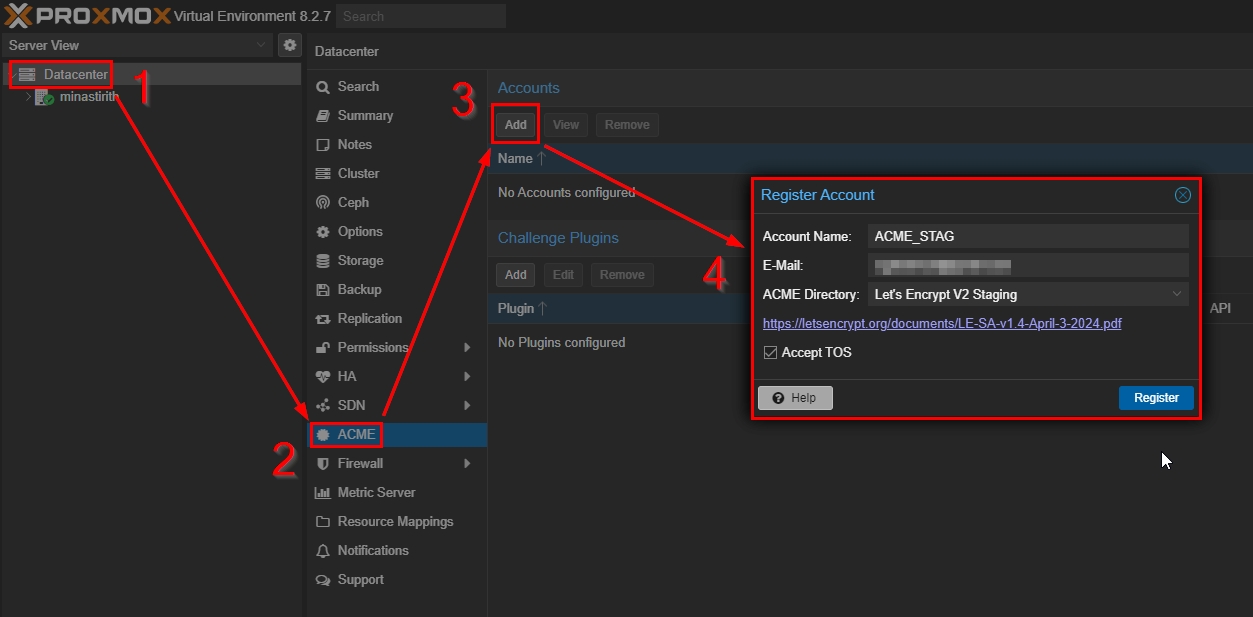 PROXMOX Virtual Environment 8.2.7 Search
Server View
Datacenter
minastirith
1
Datacenter
Search
Summary
Notes
Cluster
Ceph
Options
Storage
Backup
Replication
Permissions
HA
SDN
ACME
Firewall
Metric Server
Resource Mappings
Notifications
Support
2
Accounts
3
Add View Remove
Name
No Accounts configured
Challenge Plugins
Add Edit Remove
Plugin API
No Plugins configured
4
Register Account
Account Name: ACME_STAG
E-Mail:
ACME Directory: Let's Encrypt V2 Staging
https://letsencrypt.org/documents/LE-SA-v1.4-April-3-2024.pdf
Accept TOS
Help Register